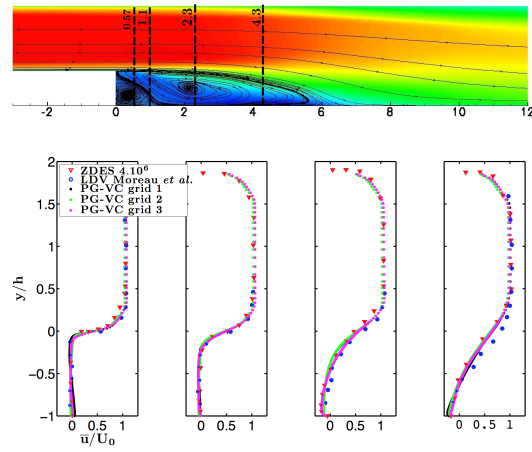 0.57 1.1 2.3 4.3
-2 0 2 4 6 8 10 12
2
1.5
1
0.5
0
−0.5
−1
y/h
ZDES 4.10⁶
LDV Moreau et al.
PG-VC grid 1
PG-VC grid 2
PG-VC grid 3
0 0.5 1
0 0.5 1
0 0.5 1
0 0.5 1
u̅/U₀